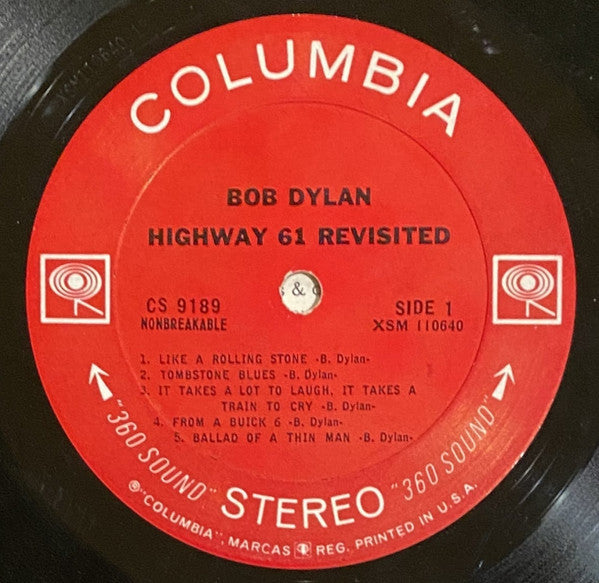 COLUMBIA
BOB DYLAN
HIGHWAY 61 REVISITED
& 
CS 9189
NONBREAKABLE
SIDE 1
XSM 110640
1. LIKE A ROLLING STONE -B. Dylan-
2. TOMBSTONE BLUES -B. Dylan-
3. IT TAKES A LOT TO LAUGH, IT TAKES A
TRAIN TO CRY -B. Dylan-
4. FROM A BUICK 6 -B. Dylan-
5. BALLAD OF A THIN MAN -B. Dylan-
"360 SOUND" STEREO "360 SOUND"
℗"COLUMBIA", MARCAS REG. PRINTED IN U.S.A.